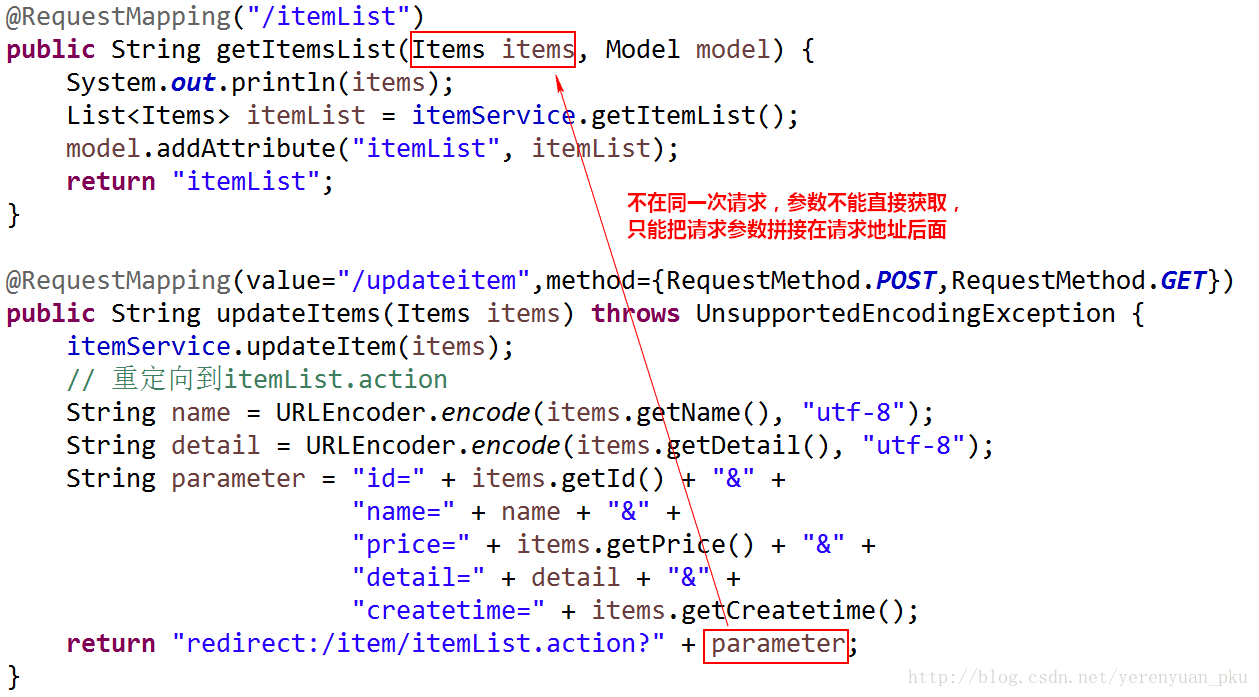 @RequestMapping("/itemList")
public String getItemsList(Items items, Model model) {
    System.out.println(items);
    List<Items> itemList = itemService.getItemList();
    model.addAttribute("itemList", itemList);
    return "itemList";
}
不在同一次请求，参数不能直接获取，
只能把请求参数拼接在请求地址后面
@RequestMapping(value="/updateitem",method={RequestMethod.POST,RequestMethod.GET})
public String updateItems(Items items) throws UnsupportedEncodingException {
    itemService.updateItem(items);
    // 重定向到itemList.action
    String name = URLEncoder.encode(items.getName(), "utf-8");
    String detail = URLEncoder.encode(items.getDetail(), "utf-8");
    String parameter = "id=" + items.getId() + "&" +
                       "name=" + name + "&" +
                       "price=" + items.getPrice() + "&" +
                       "detail=" + detail + "&" +
                       "createtime=" + items.getCreatetime();
    return "redirect:/item/itemList.action?" + parameter;
}
http://blog.csdn.net/yerenyuan_pku